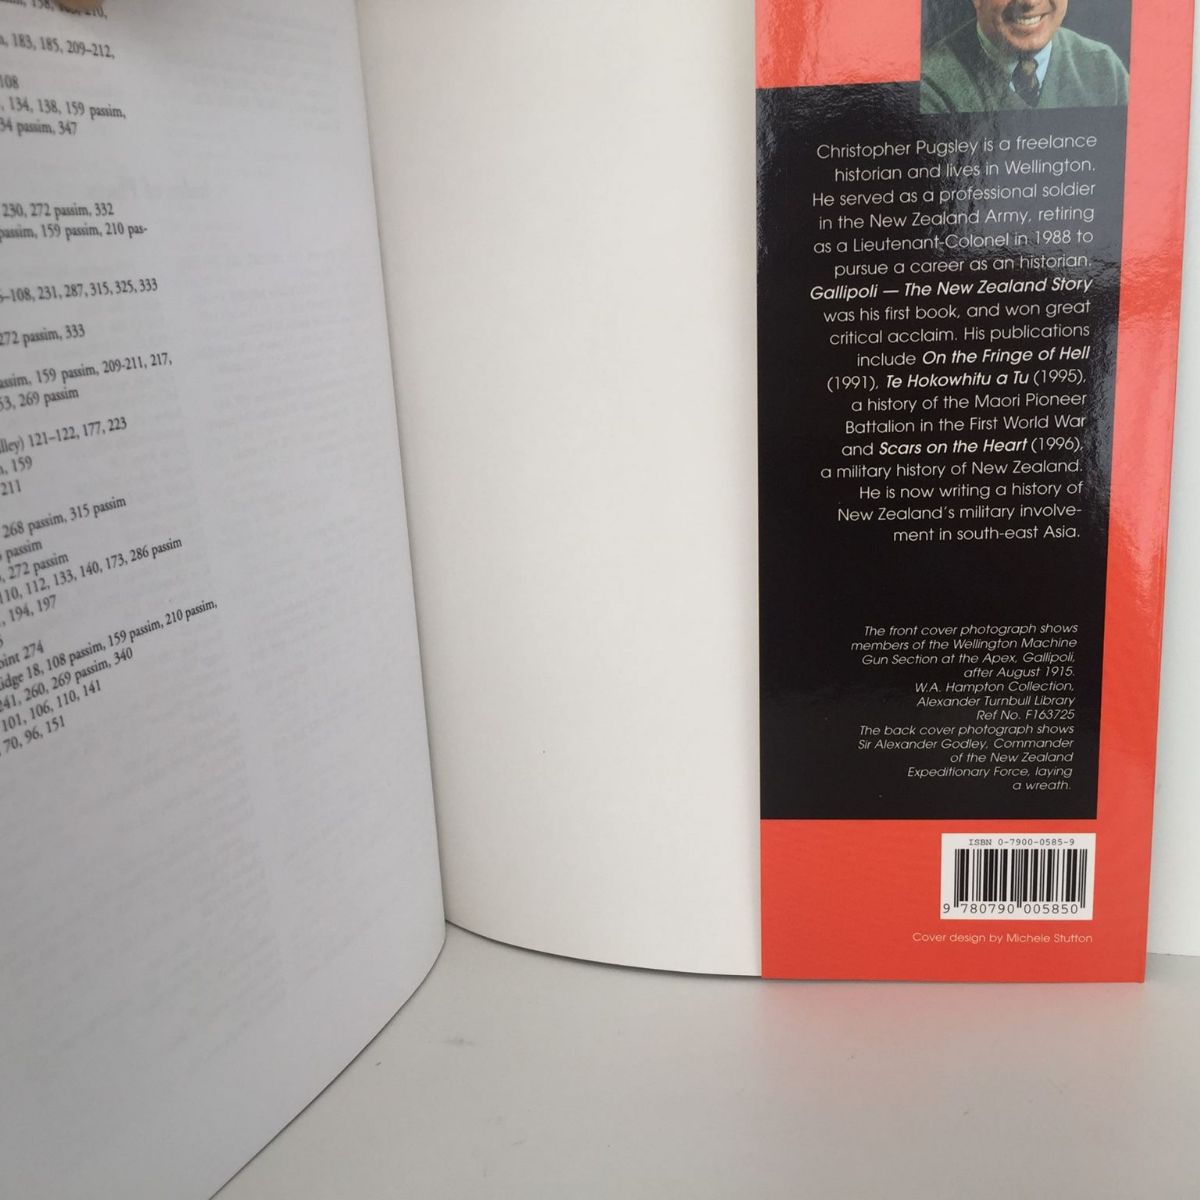 183, 185, 209–212,
108
134, 138, 159 passim,
34 passim, 347
230, 272 passim, 332
passim, 159 passim, 210 pas-
–108, 231, 287, 315, 325, 333
272 passim, 333
159 passim, 209-211, 217,
53, 269 passim
121–122, 177, 223
159
211
268 passim, 315 passim
passim
272 passim
110, 112, 133, 140, 173, 286 passim
194, 197
274
18, 108 passim, 159 passim, 210 passim,
241, 260, 269 passim, 340
101, 106, 110, 141
70, 96, 151
Christopher Pugsley is a freelance
historian and lives in Wellington.
He served as a professional soldier
in the New Zealand Army, retiring
as a Lieutenant-Colonel in 1988 to
pursue a career as an historian.
Gallipoli — The New Zealand Story
was his first book, and won great
critical acclaim. His publications
include On the Fringe of Hell
(1991), Te Hokowhitu a Tu (1995),
a history of the Maori Pioneer
Battalion in the First World War
and Scars on the Heart (1996),
a military history of New Zealand.
He is now writing a history of
New Zealand's military involve-
ment in south-east Asia.
The front cover photograph shows
members of the Wellington Machine
Gun Section at the Apex, Gallipoli,
after August 1915.
W.A. Hampton Collection,
Alexander Turnbull Library
Ref No. F163725
The back cover photograph shows
Sir Alexander Godley, Commander
of the New Zealand
Expeditionary Force, laying
a wreath.
ISBN 0-7900-0585-9
9 780790 005850
Cover design by Michele Stutton